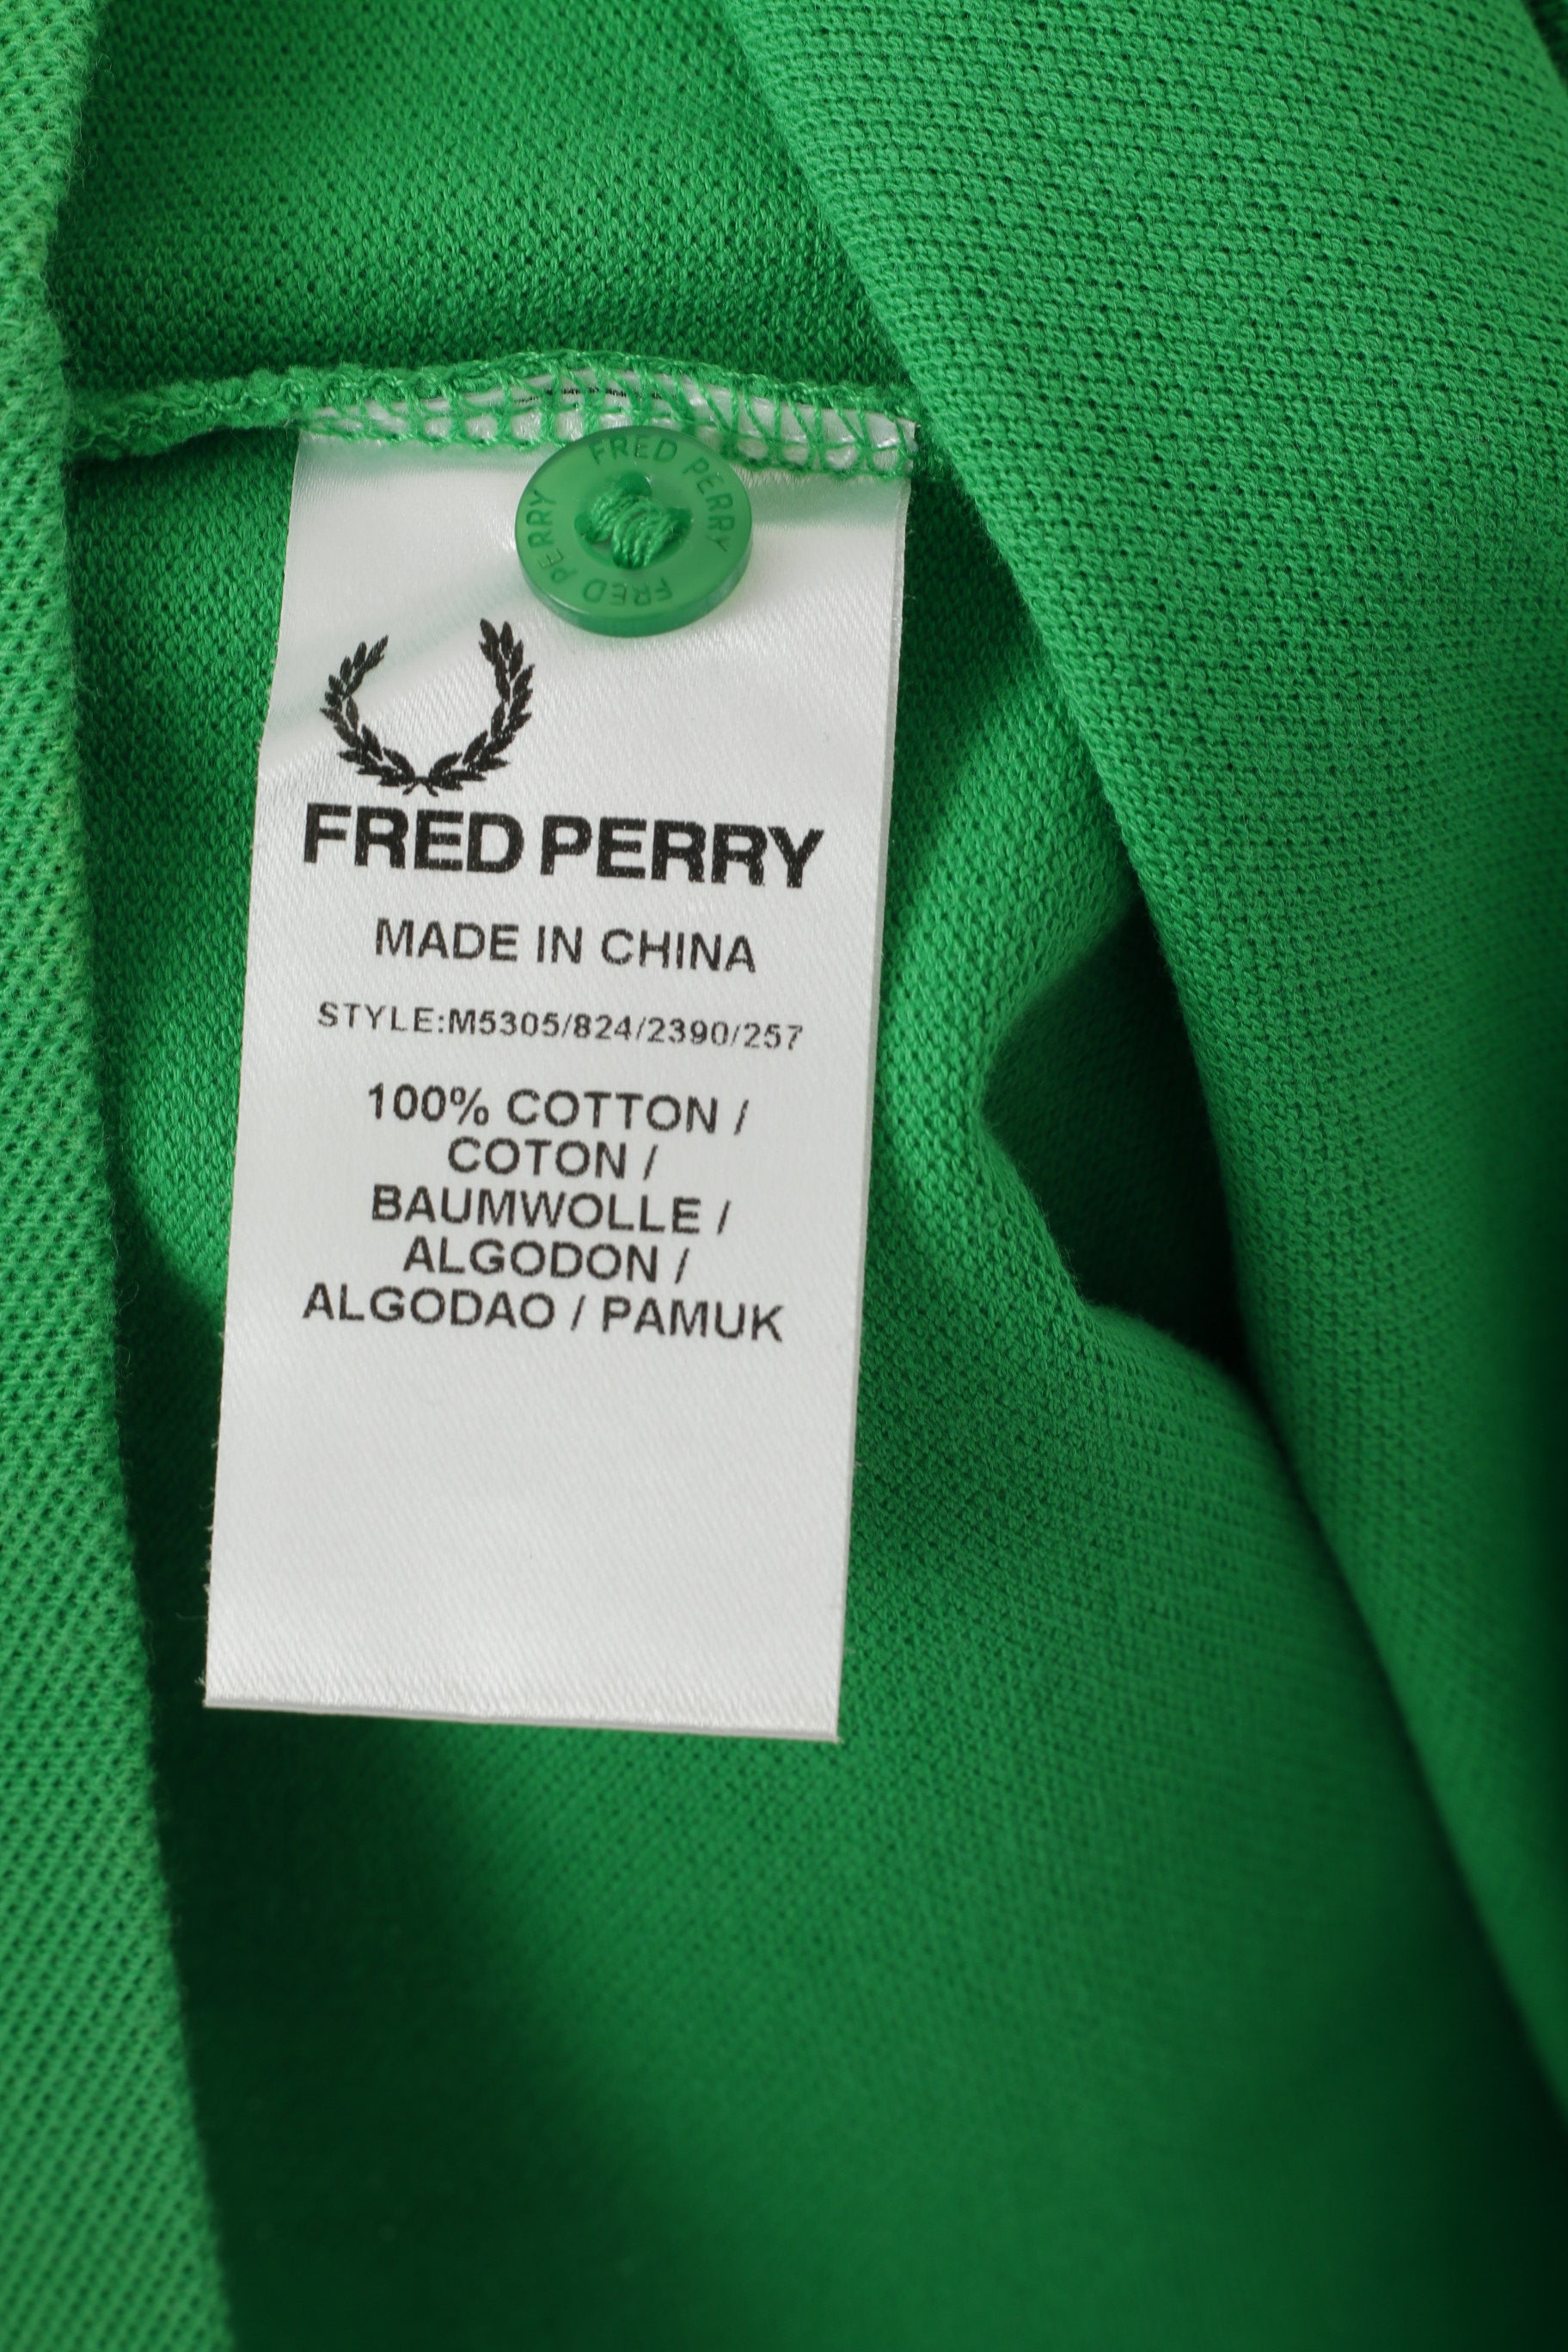 FRED PERRY
FRED PERRY
FRED PERRY
MADE IN CHINA
STYLE:M5305/824/2390/257
100% COTTON /
COTON /
BAUMWOLLE /
ALGODON /
ALGODAO / PAMUK